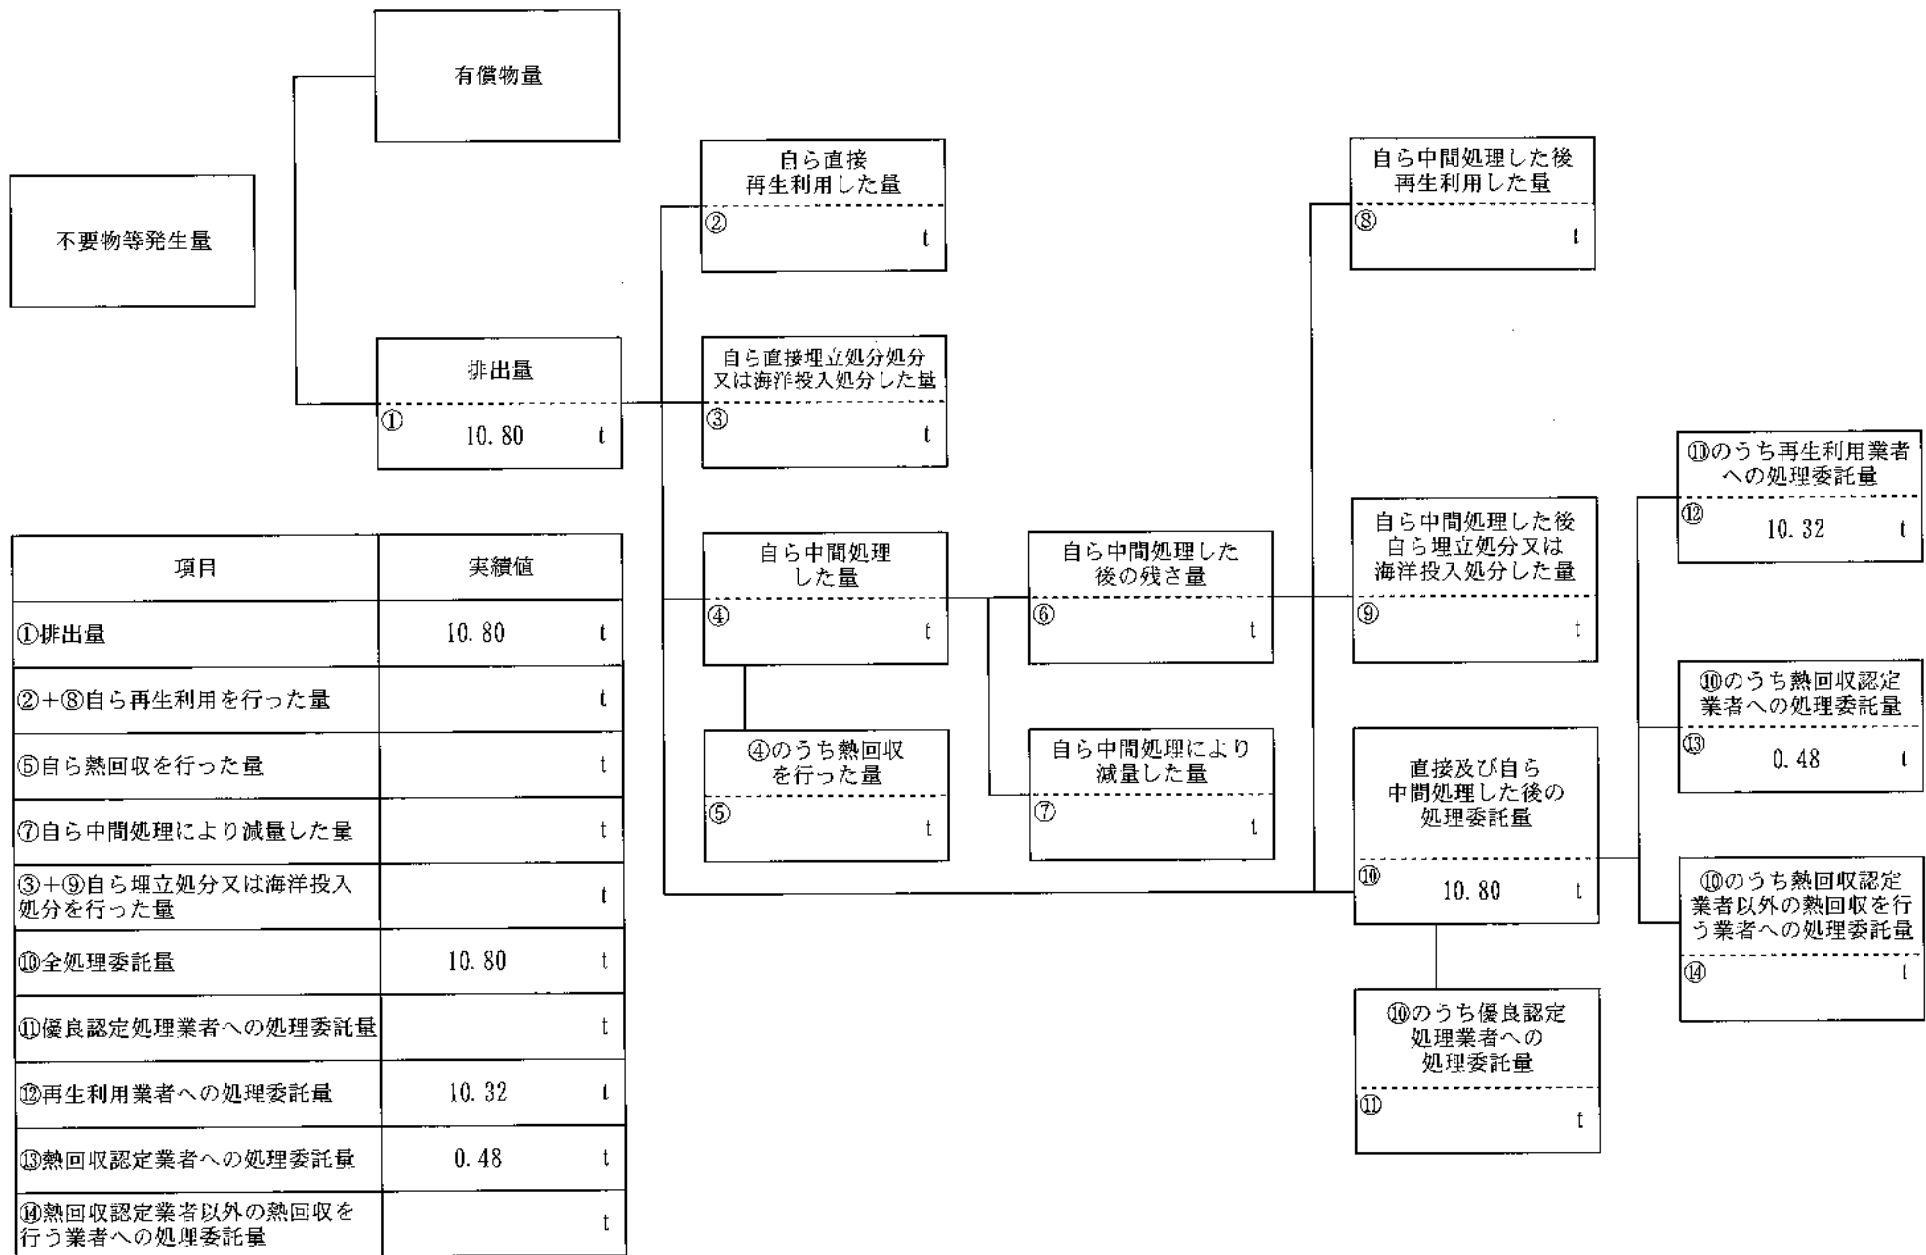 有償物量
不要物等発生量
排出量
①
10.80 t
自ら直接
再生利用した量
②
t
自ら直接埋立処分処分
又は海洋投入処分した量
③
t
自ら中間処理
した量
④
t
④のうち熱回収
を行った量
⑤
t
自ら中間処理した
後の残さ量
⑥
t
自ら中間処理により
減量した量
⑦
t
自ら中間処理した後
再生利用した量
⑧
t
自ら中間処理した後
自ら埋立処分又は
海洋投入処分した量
⑨
t
直接及び自ら
中間処理した後の
処理委託量
⑩
10.80 t
⑩のうち優良認定
処理業者への
処理委託量
⑪
t
⑩のうち再生利用業者
への処理委託量
⑫
10.32 t
⑩のうち熱回収認定
業者への処理委託量
⑬
0.48 t
⑩のうち熱回収認定
業者以外の熱回収を行
う業者への処理委託量
⑭
t
項目 実績値
①排出量 10.80 t
②+⑧自ら再生利用を行った量 t
⑤自ら熱回収を行った量 t
⑦自ら中間処理により減量した量 t
③+⑨自ら埋立処分又は海洋投入
処分を行った量 t
⑩全処理委託量 10.80 t
⑪優良認定処理業者への処理委託量 t
⑫再生利用業者への処理委託量 10.32 t
⑬熱回収認定業者への処理委託量 0.48 t
⑭熱回収認定業者以外の熱回収を
行う業者への処理委託量 t